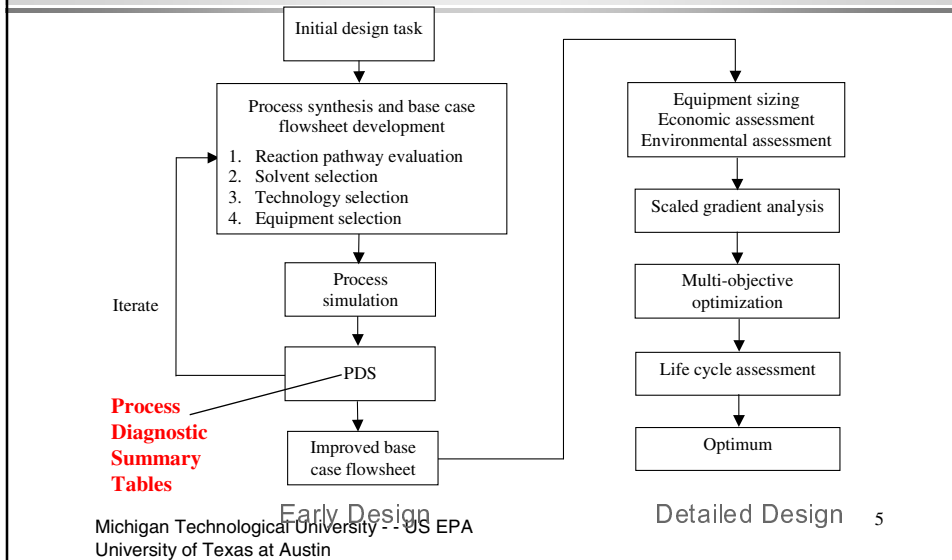 Initial design task
Process synthesis and base case
flowsheet development
1. Reaction pathway evaluation
2. Solvent selection
3. Technology selection
4. Equipment selection
Process
simulation
Iterate
PDS
Process
Diagnostic
Summary
Tables
Improved base
case flowsheet
Early Design
Equipment sizing
Economic assessment
Environmental assessment
Scaled gradient analysis
Multi-objective
optimization
Life cycle assessment
Optimum
Detailed Design
Michigan Technological University - - US EPA
University of Texas at Austin
5